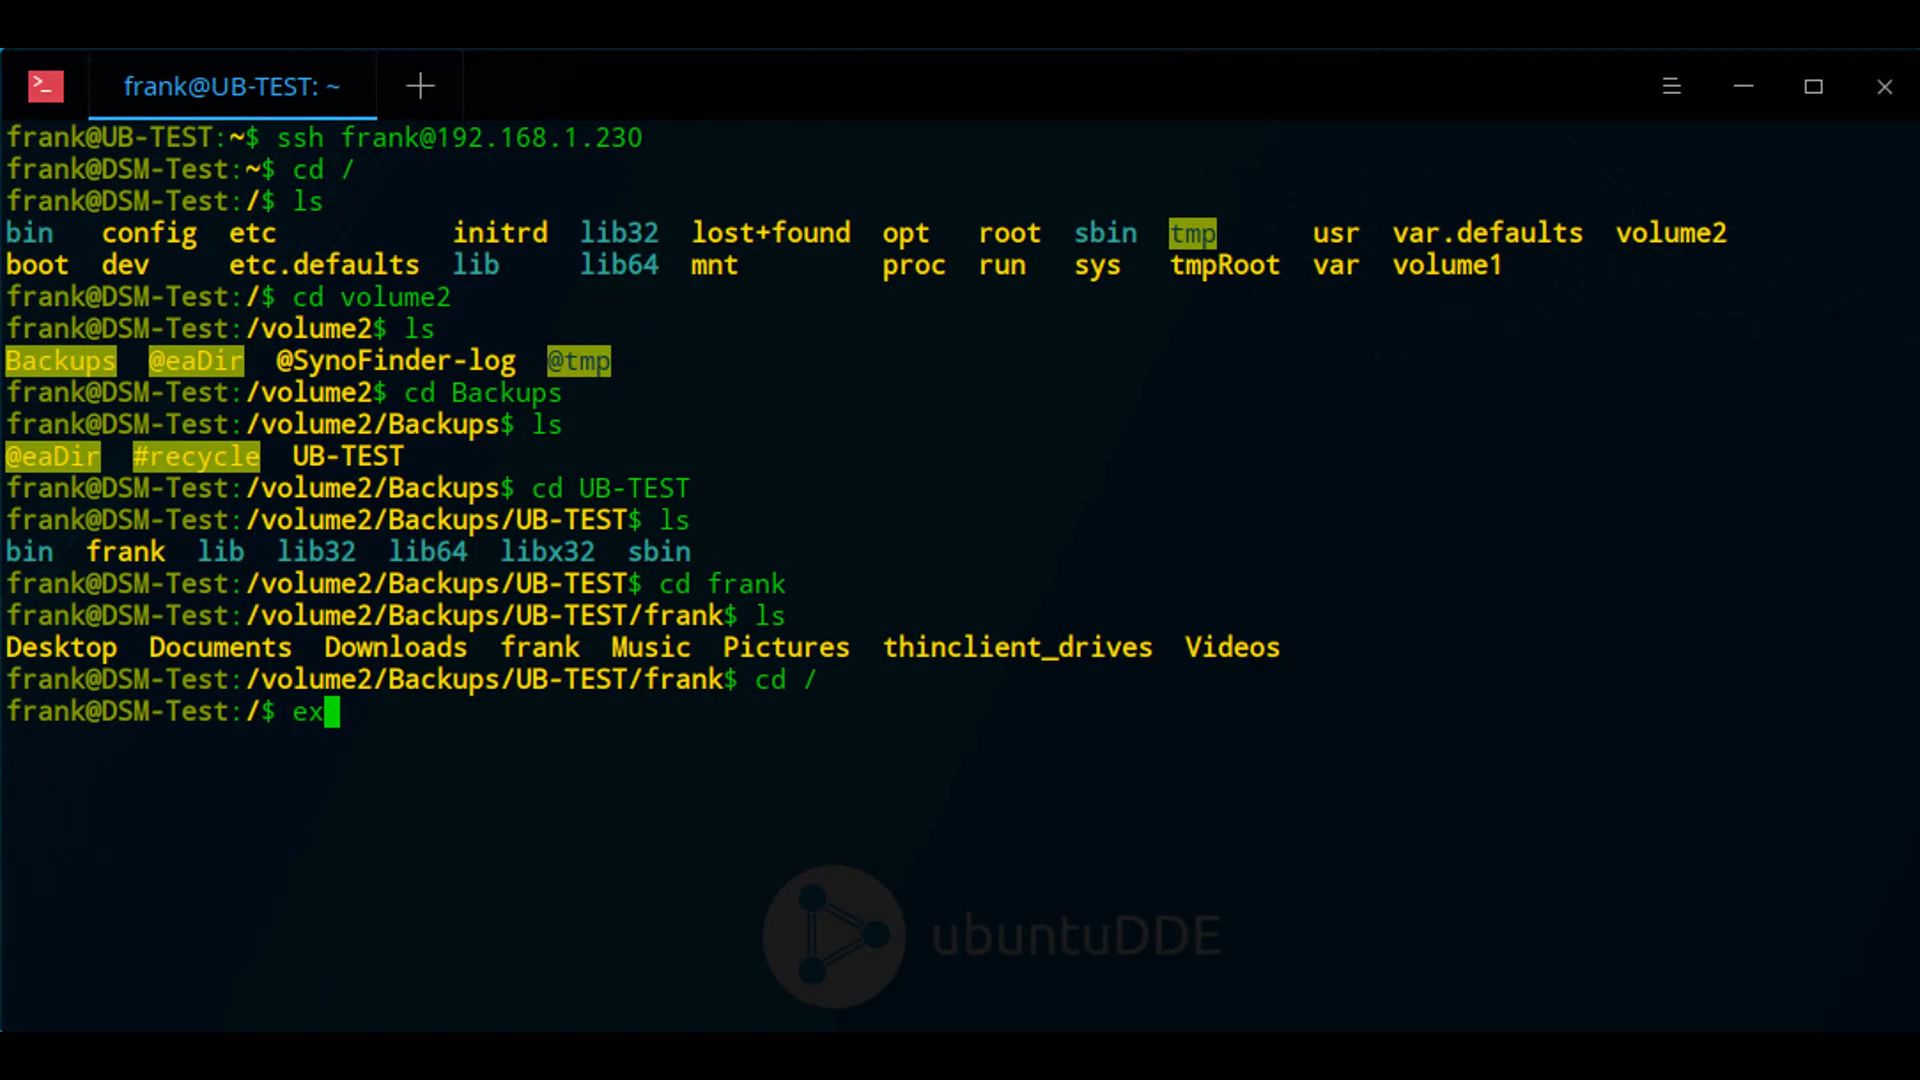 >_ frank@UB-TEST: ~
frank@UB-TEST:~$ ssh frank@192.168.1.230
frank@DSM-Test:~$ cd /
frank@DSM-Test:/$ ls
bin config etc initrd lib32 lost+found opt root sbin tmp usr var.defaults volume2
boot dev etc.defaults lib lib64 mnt proc run sys tmpRoot var volume1
frank@DSM-Test:/$ cd volume2
frank@DSM-Test:/volume2$ ls
Backups @eaDir @SynoFinder-log @tmp
frank@DSM-Test:/volume2$ cd Backups
frank@DSM-Test:/volume2/Backups$ ls
@eaDir #recycle UB-TEST
frank@DSM-Test:/volume2/Backups$ cd UB-TEST
frank@DSM-Test:/volume2/Backups/UB-TEST$ ls
bin frank lib lib32 lib64 libx32 sbin
frank@DSM-Test:/volume2/Backups/UB-TEST$ cd frank
frank@DSM-Test:/volume2/Backups/UB-TEST/frank$ ls
Desktop Documents Downloads frank Music Pictures thinclient_drives Videos
frank@DSM-Test:/volume2/Backups/UB-TEST/frank$ cd /
frank@DSM-Test:/$ ex
ubuntuDDE